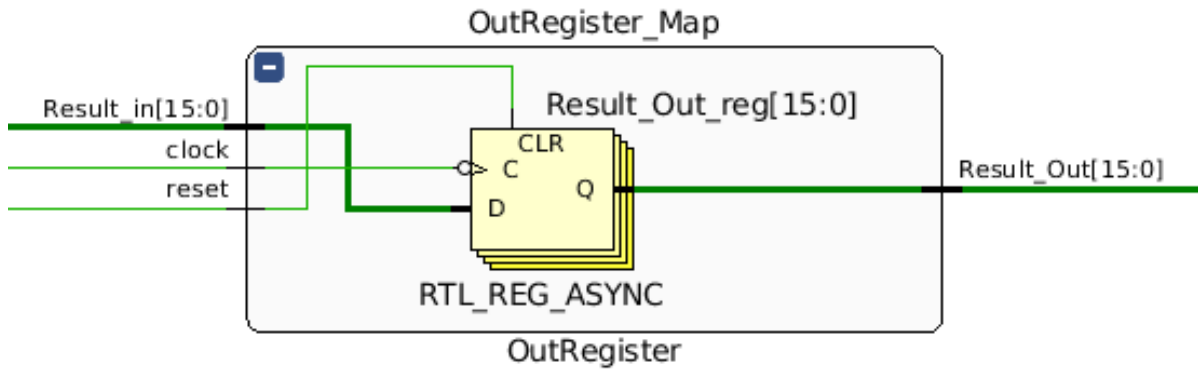 OutRegister_Map
Result_in[15:0]
clock
reset
Result_Out_reg[15:0]
CLR
C
Q
D
Result_Out[15:0]
RTL_REG_ASYNC
OutRegister